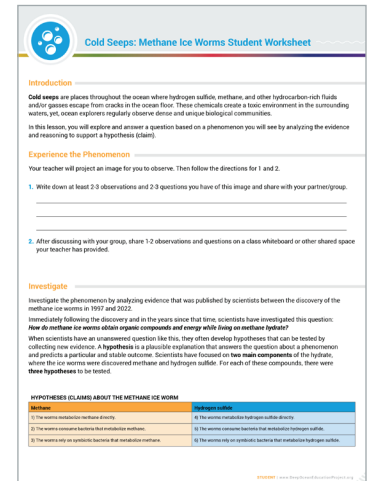 Cold Seeps: Methane Ice Worms Student Worksheet
Introduction
Cold seeps are places throughout the ocean where hydrogen sulfide, methane, and other hydrocarbon-rich fluids
and/or gasses escape from cracks in the ocean floor. These chemicals create a toxic environment in the surrounding
waters, yet, ocean explorers regularly observe dense and unique biological communities.
In this lesson, you will explore and answer a question based on a phenomenon you will see by analyzing the evidence
and reasoning to support a hypothesis (claim).
Experience the Phenomenon
Your teacher will project an image for you to observe. Then follow the directions for 1 and 2.
1. Write down at least 2-3 observations and 2-3 questions you have of this image and share with your partner/group.
2. After discussing with your group, share 1-2 observations and questions on a class whiteboard or other shared space
your teacher has provided.
Investigate
Investigate the phenomenon by analyzing evidence that was published by scientists between the discovery of the
methane ice worms in 1997 and 2022.
Immediately following the discovery and in the years since that time, scientists have investigated this question:
How do methane ice worms obtain organic compounds and energy while living on methane hydrate?
When scientists have an unanswered question like this, they often develop hypotheses that can be tested by
collecting new evidence. A hypothesis is a plausible explanation that answers the question about a phenomenon
and predicts a particular and stable outcome. Scientists have focused on two main components of the hydrate,
where the ice worms were discovered methane and hydrogen sulfide. For each of these compounds, there were
three hypotheses to be tested.
HYPOTHESES (CLAIMS) ABOUT THE METHANE ICE WORM
Methane Hydrogen sulfide
1) The worms metabolize methane directly. 4) The worms metabolize hydrogen sulfide directly.
2) The worms consume bacteria that metabolize methane. 5) The worms consume bacteria that metabolize hydrogen sulfide.
3) The worms rely on symbiotic bacteria that metabolize methane. 6) The worms rely on symbiotic bacteria that metabolize hydrogen sulfide.
STUDENT | www.DeepOceanEducationProject.org